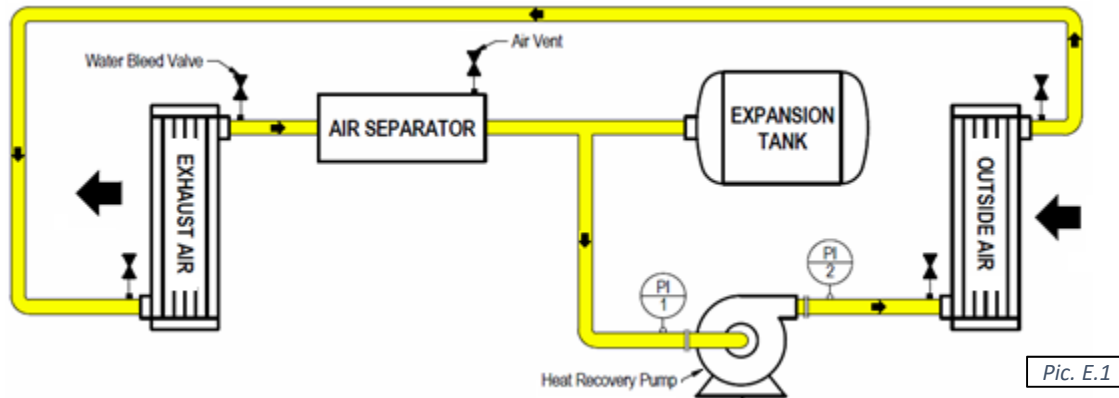 Air Vent
Water Bleed Valve
AIR SEPARATOR
EXPANSION
TANK
EXHAUST AIR
OUTSIDE AIR
PI
2
PI
1
Heat Recovery Pump
Pic. E.1